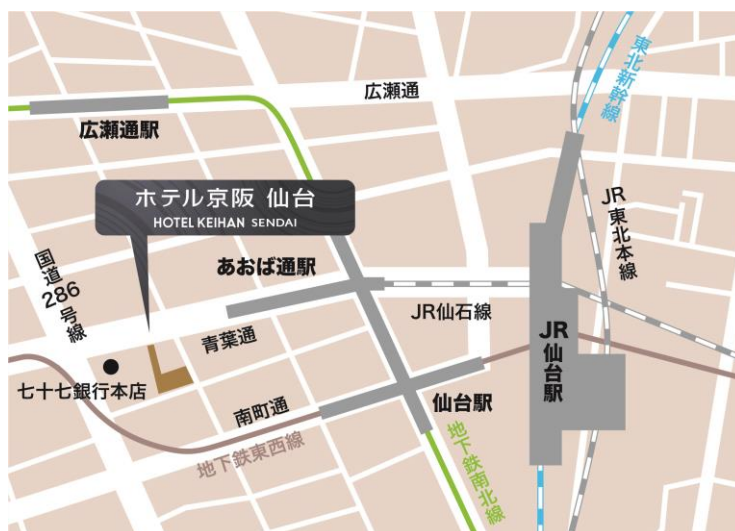 広瀬通
東北新幹線
広瀬通駅
ホテル京阪 仙台
HOTEL KEIHAN SENDAI
JR東北本線
国道286号線
あおば通駅
JR仙石線
青葉通
JR仙台駅
七十七銀行本店
南町通
仙台駅
地下鉄東西線
地下鉄南北線